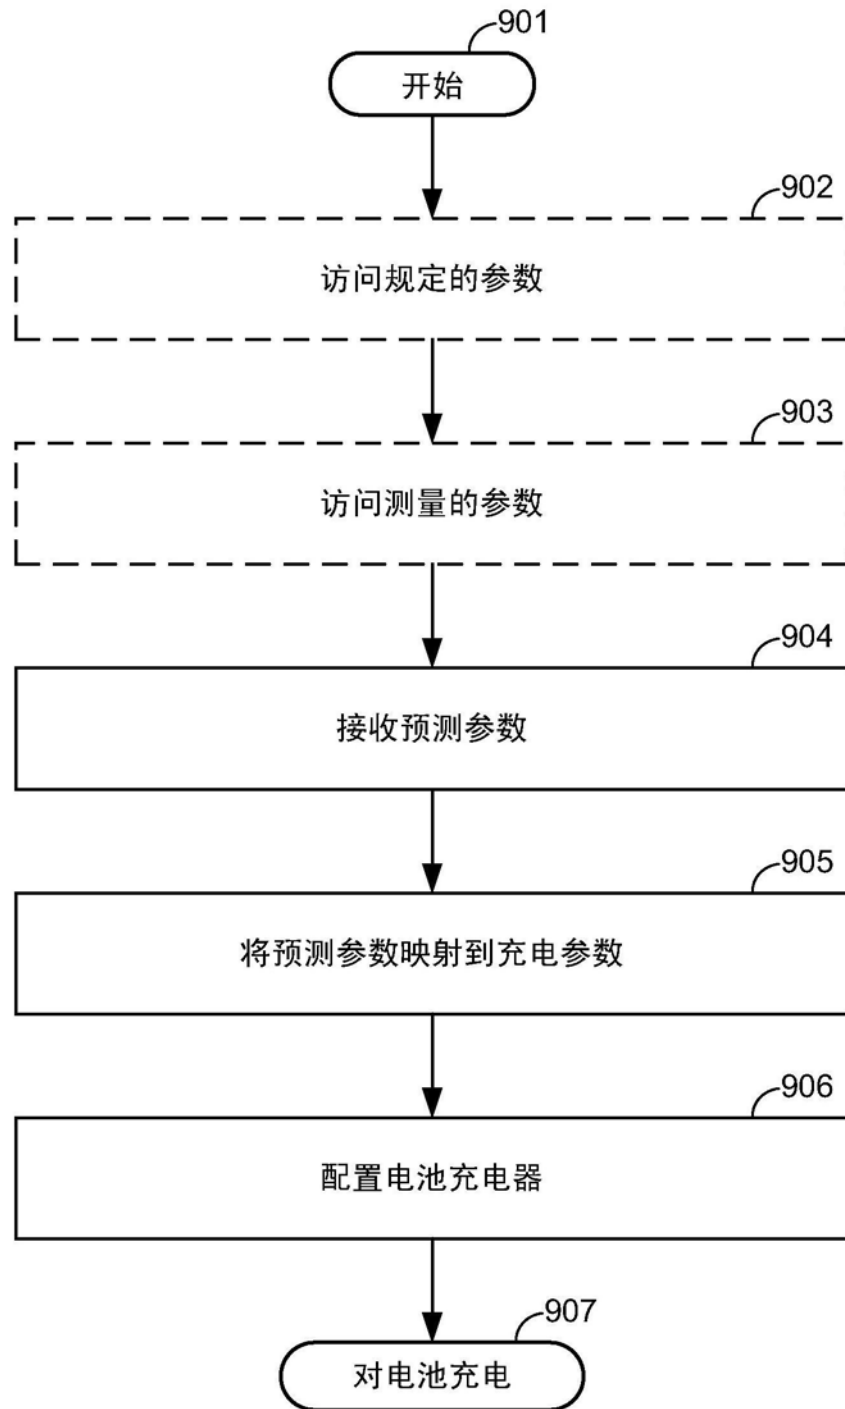 901
开始
902
访问规定的参数
903
访问测量的参数
904
接收预测参数
905
将预测参数映射到充电参数
906
配置电池充电器
907
对电池充电